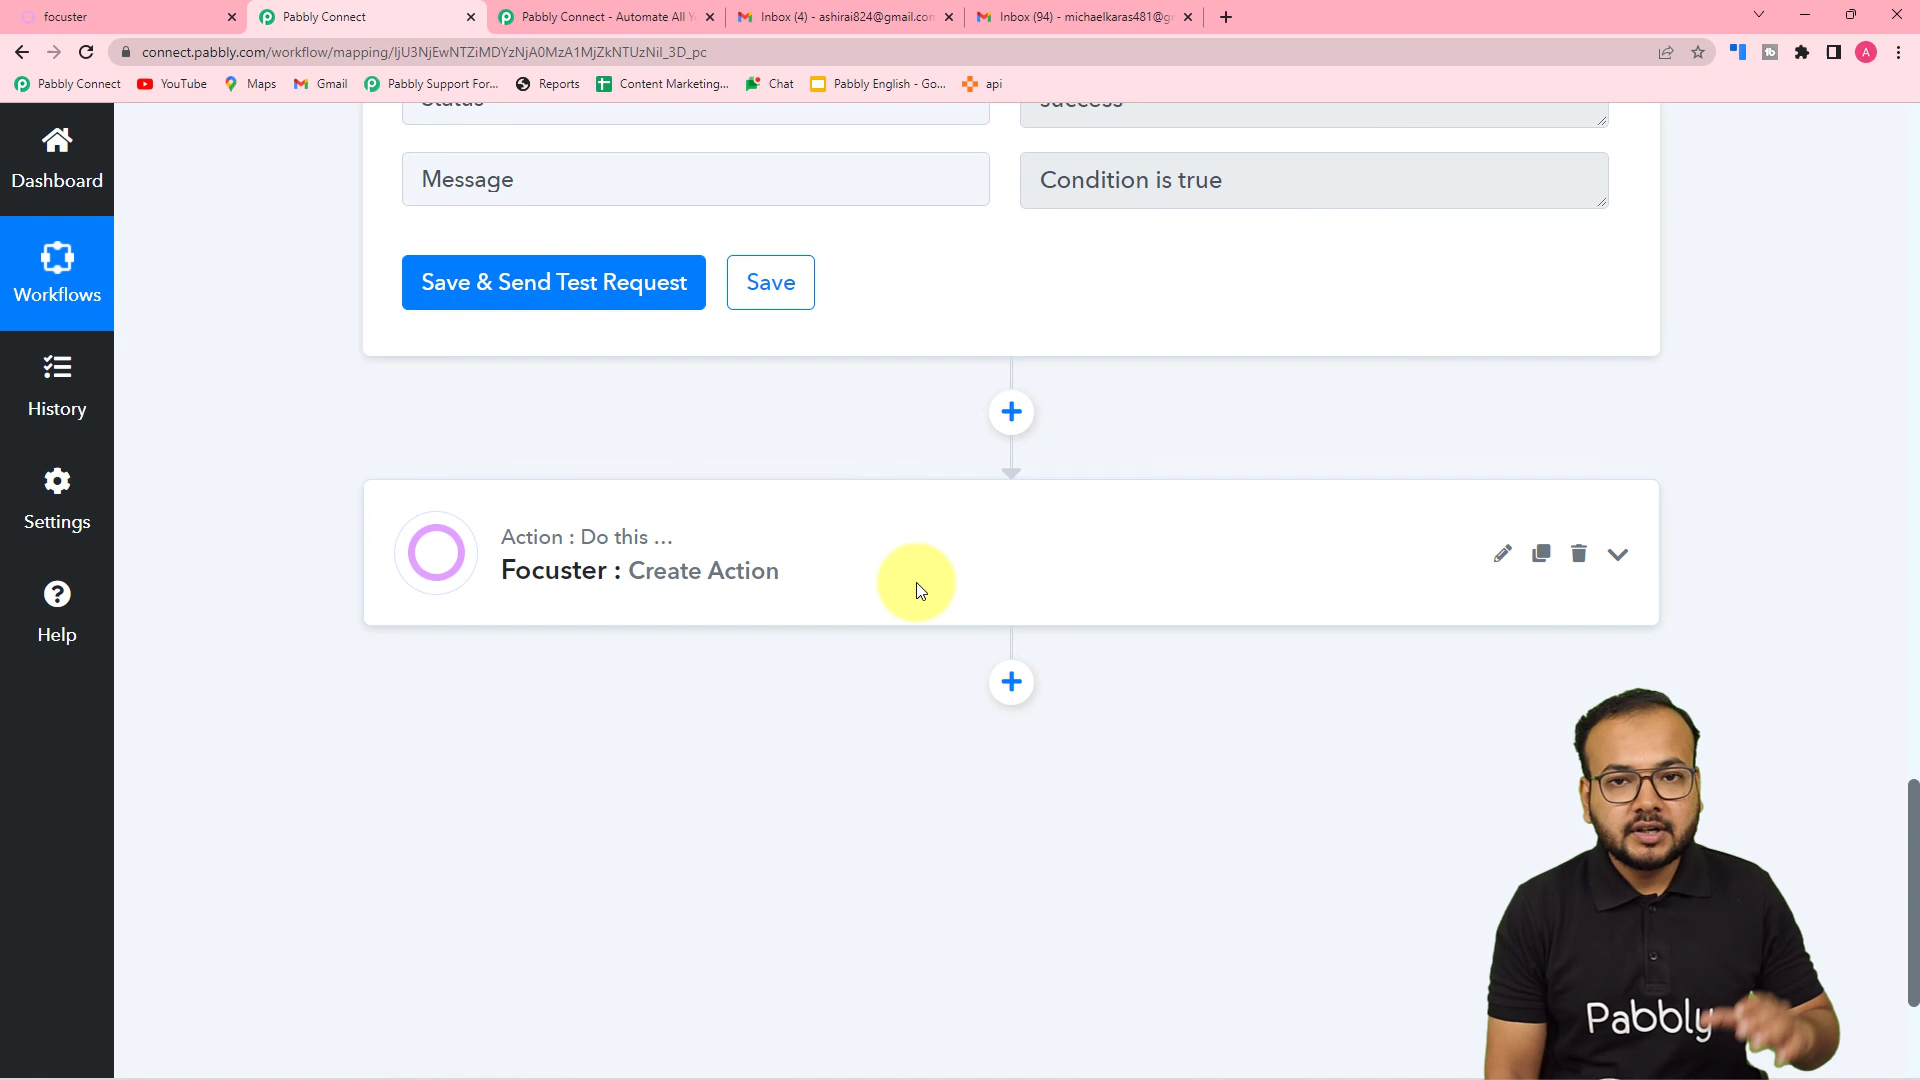 focuster
Pabbly Connect
Pabbly Connect - Automate All Y
Inbox (4) - ashirai824@gmail.com
Inbox (94) - michaelkaras481@g
connect.pabbly.com/workflow/mapping/IjU3NjEwNTZiMDYzNjA0MzA1MjZkNTUzNiI_3D_pc
A
Pabbly Connect
YouTube
Maps
Gmail
Pabbly Support For...
Reports
Content Marketing...
Chat
Pabbly English - Go...
api
Dashboard
Workflows
History
Settings
Help
Status
success
Message
Condition is true
Save & Send Test Request
Save
Action : Do this ...
Focuster : Create Action
Pabbly